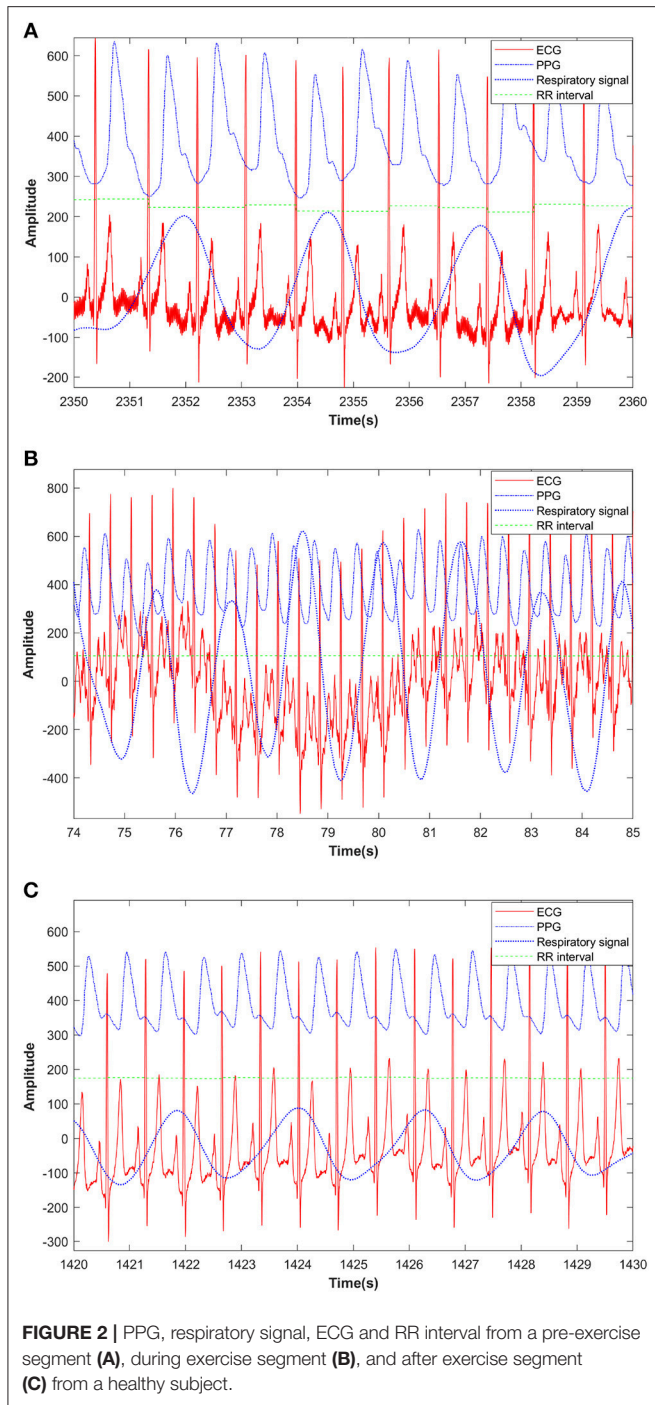 A
ECG
PPG
Respiratory signal
RR interval
600
500
400
300
200
100
0
-100
-200
Amplitude
2350 2351 2352 2353 2354 2355 2356 2357 2358 2359 2360
Time(s)
B
ECG
PPG
Respiratory signal
RR interval
800
600
400
200
0
-200
-400
Amplitude
74 75 76 77 78 79 80 81 82 83 84 85
Time(s)
C
ECG
PPG
Respiratory signal
RR interval
600
500
400
300
200
100
0
-100
-200
-300
Amplitude
1420 1421 1422 1423 1424 1425 1426 1427 1428 1429 1430
Time(s)
FIGURE 2 | PPG, respiratory signal, ECG and RR interval from a pre-exercise
segment (A), during exercise segment (B), and after exercise segment
(C) from a healthy subject.